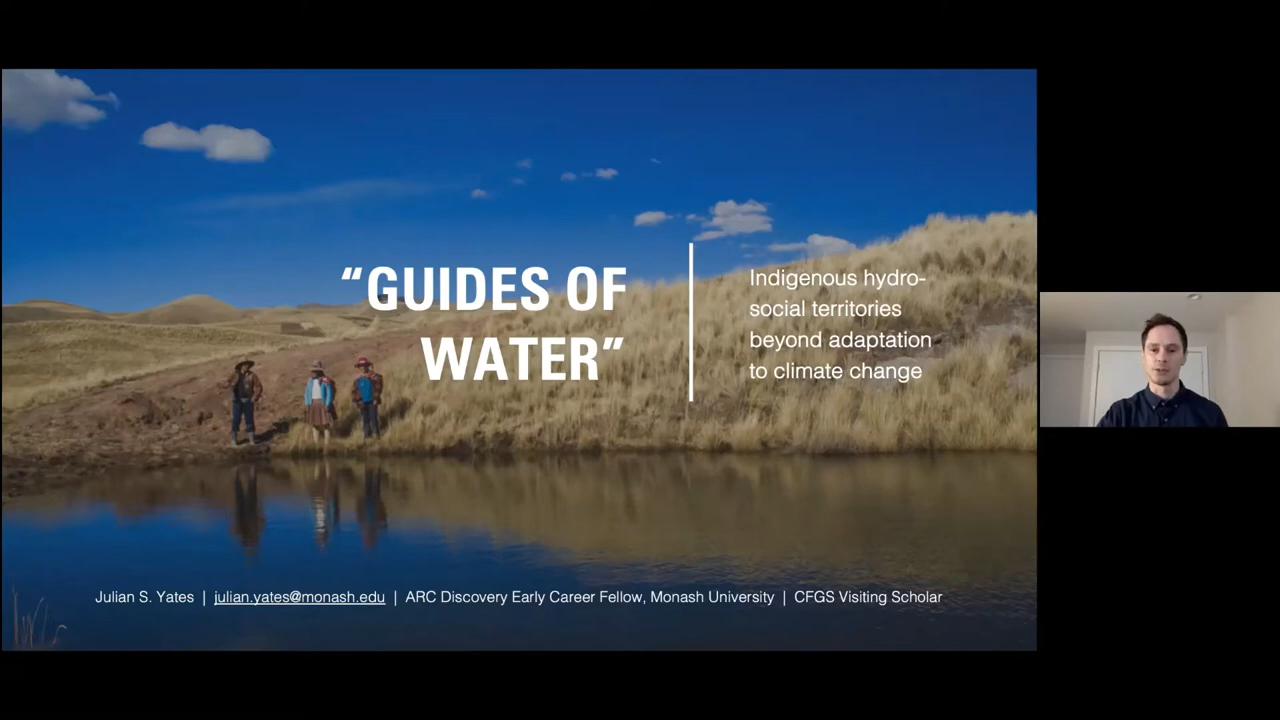 “GUIDES OF
WATER”
Indigenous hydro-
social territories
beyond adaptation
to climate change
Julian S. Yates | julian.yates@monash.edu | ARC Discovery Early Career Fellow, Monash University | CFGS Visiting Scholar